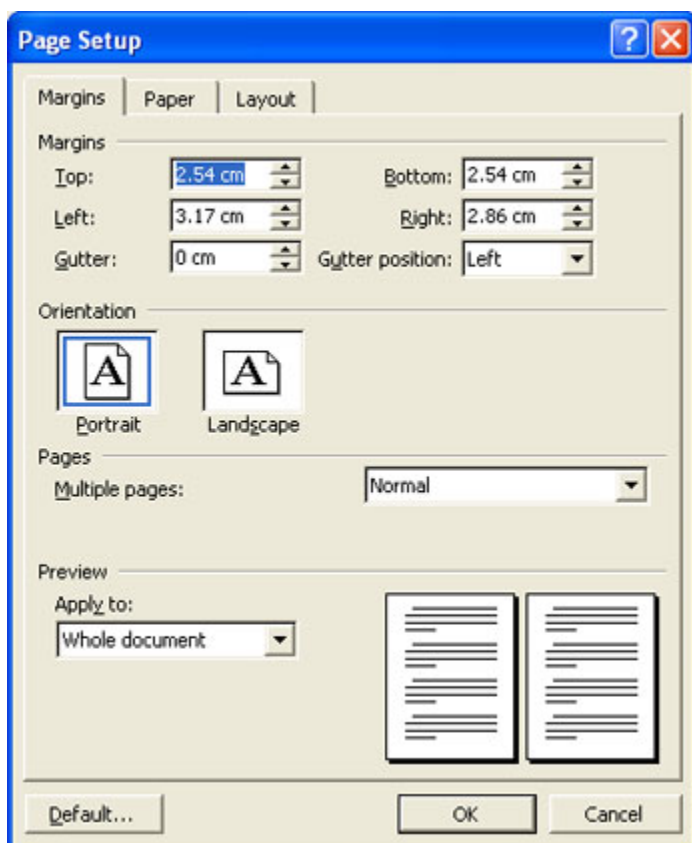 Page Setup
Margins Paper Layout
Margins
Top: 2.54 cm Bottom: 2.54 cm
Left: 3.17 cm Right: 2.86 cm
Gutter: 0 cm Gutter position: Left
Orientation
A A
Portrait Landscape
Pages
Multiple pages: Normal
Preview
Apply to:
Whole document
Default... OK Cancel